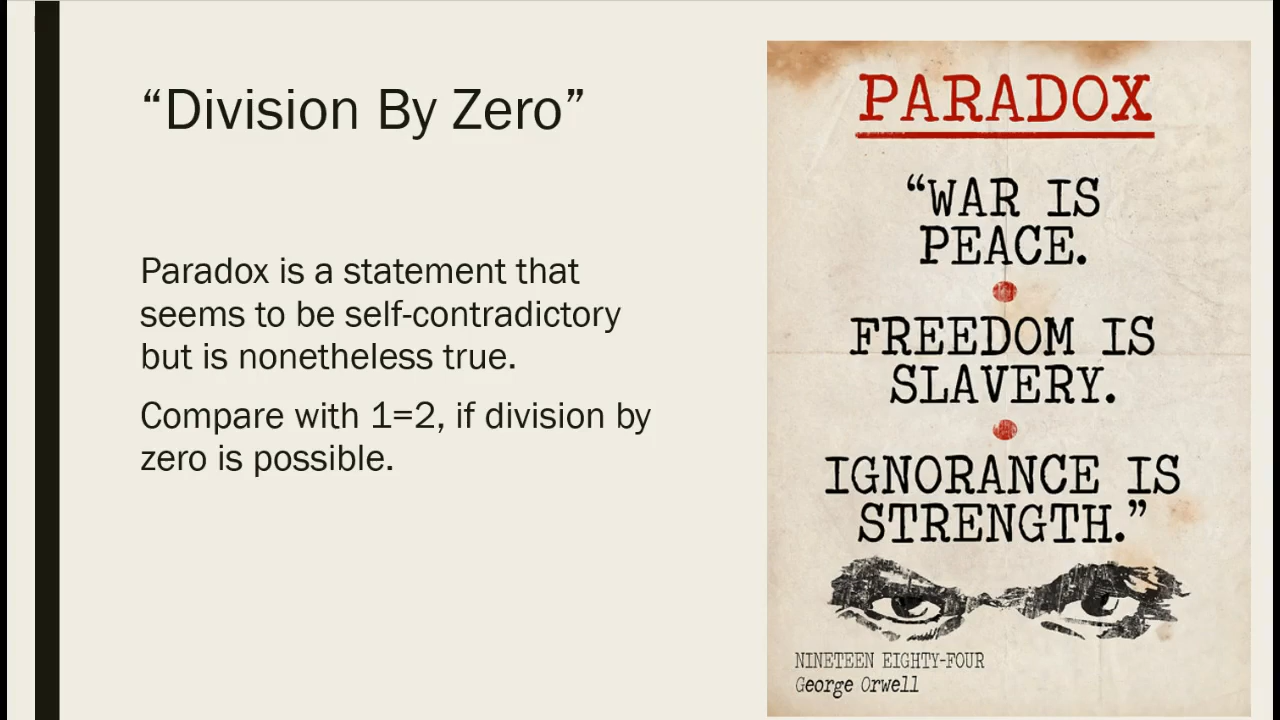 “Division By Zero”
Paradox is a statement that
seems to be self-contradictory
but is nonetheless true.
Compare with 1=2, if division by
zero is possible.
PARADOX
“WAR IS
PEACE.
FREEDOM IS
SLAVERY.
IGNORANCE IS
STRENGTH.”
NINETEEN EIGHTY-FOUR
George Orwell